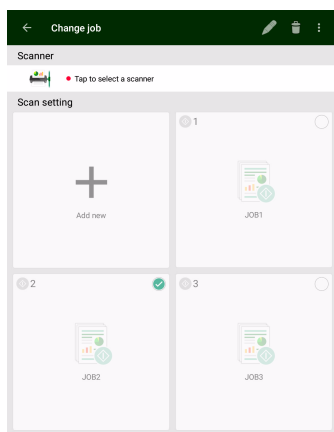 Change job
Scanner
Tap to select a scanner
Scan setting
Add new
1
JOB1
2
JOB2
3
JOB3